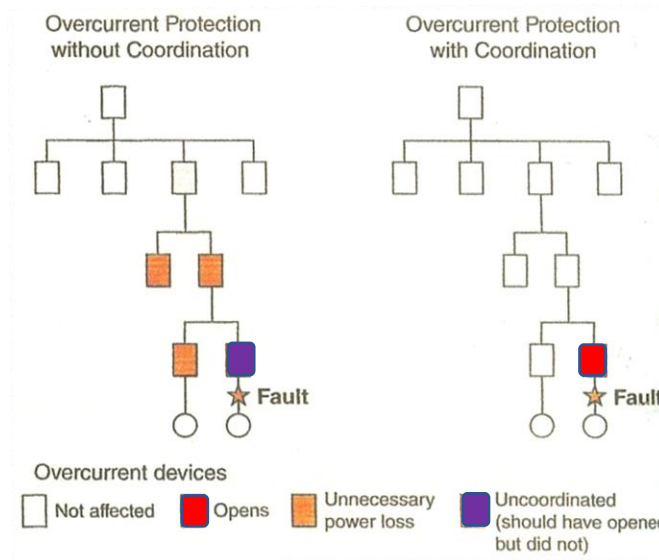 Overcurrent Protection
without Coordination
Overcurrent Protection
with Coordination
Fault
Fault
Overcurrent devices
Not affected
Opens
Unnecessary
power loss
Uncoordinated
(should have opened
but did not)